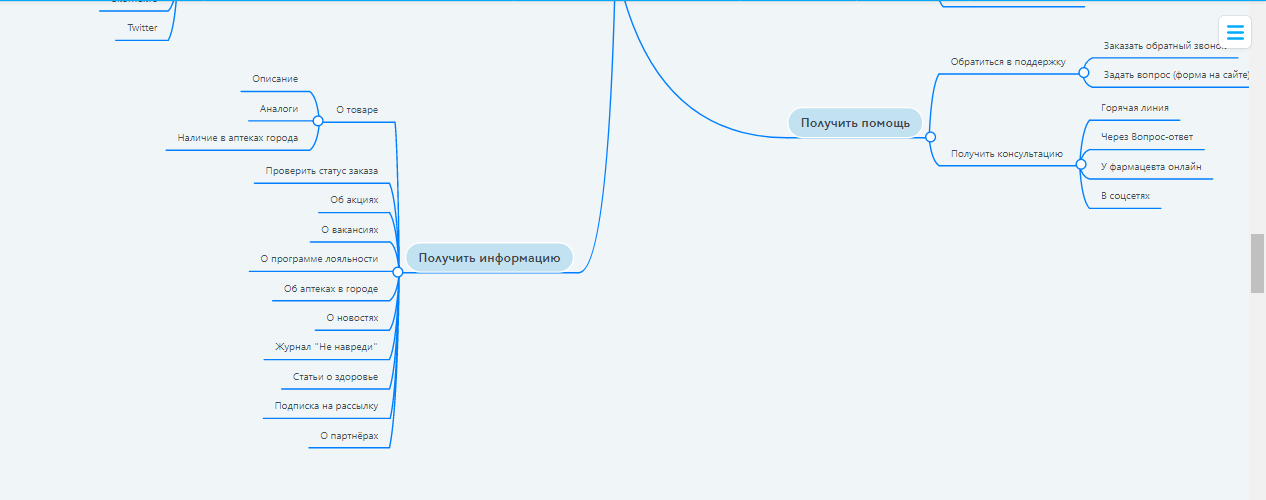 Twitter
Описание
Аналоги
Наличие в аптеках города
О товаре
Проверить статус заказа
Об акциях
О вакансиях
О программе лояльности
Об аптеках в городе
О новостях
Журнал "Не навреди"
Статьи о здоровье
Подписка на рассылку
О партнёрах
Получить информацию
Получить помощь
Обратиться в поддержку
Заказать обратный звонок
Задать вопрос (форма на сайте)
Получить консультацию
Горячая линия
Через Вопрос-ответ
У фармацевта онлайн
В соцсетях